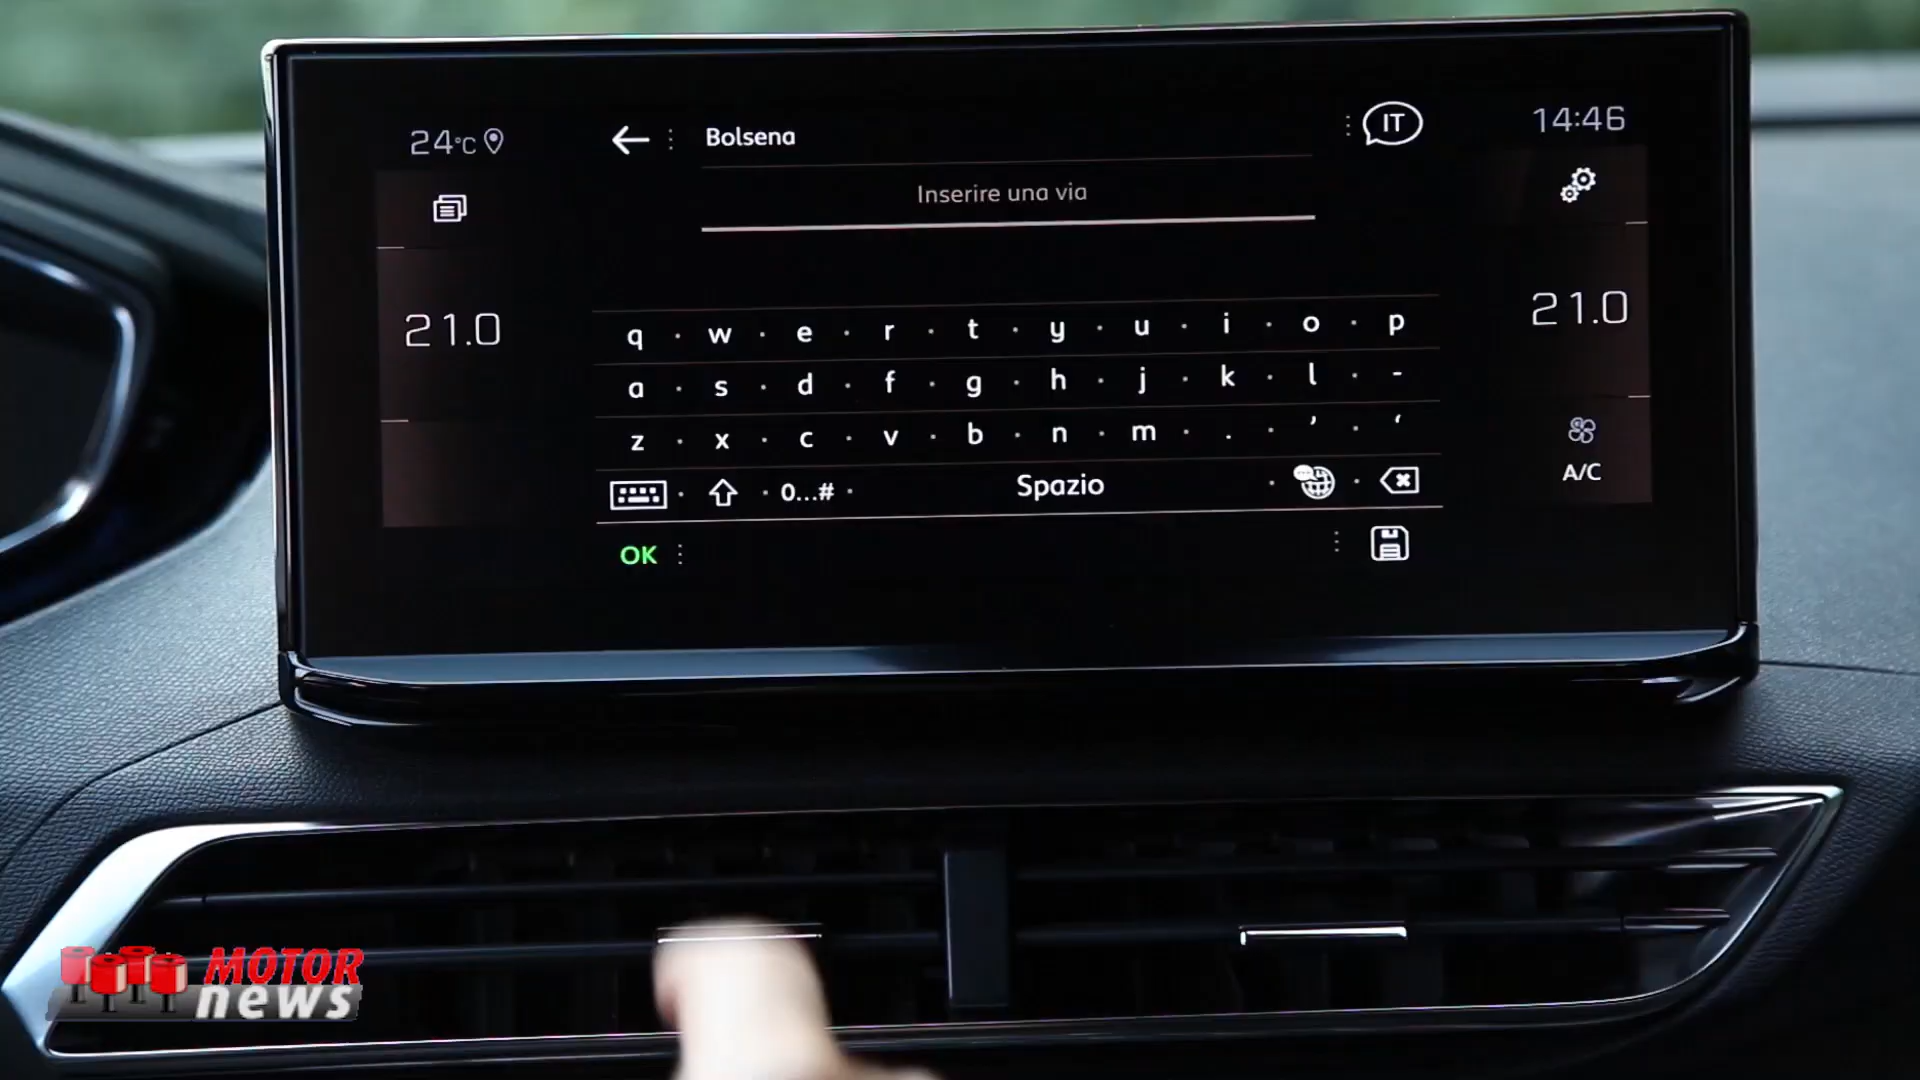 24°C
Bolsena
IT
14:46
Inserire una via
21.0
21.0
q · w · e · r · t · y · u · i · o · p
a · s · d · f · g · h · j · k · l · -
z · x · c · v · b · n · m · . · ’ · ‘
0...#
Spazio
A/C
OK
MOTOR
news